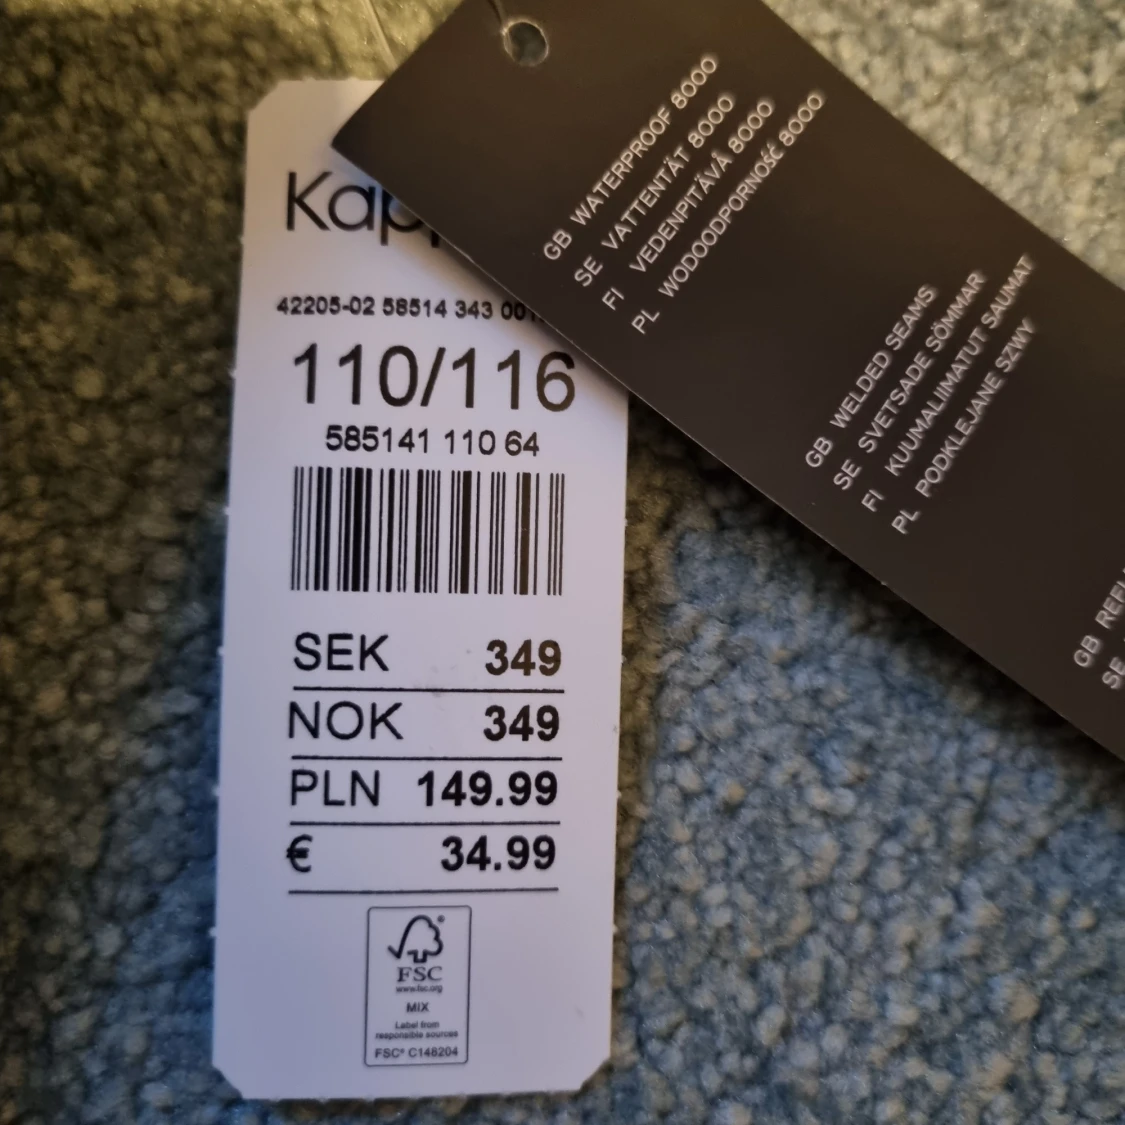 Kap
42205-02 58514 343 001
110/116
585141 110 64
SEK 349
NOK 349
PLN 149.99
€ 34.99
FSC
www.fsc.org
MIX
Label from
responsible sources
FSC® C148204
GB WATERPROOF 8000
SE VATTENTÄT 8000
FI VEDENPITÄVÄ 8000
PL WODOODPORNOŚĆ 8000
GB WELDED SEAMS
SE SVETSADE SÖMMAR
FI KUUMALIIMATUT SAUMAT
PL PODKLEJANE SZWY
GB REFL
SE